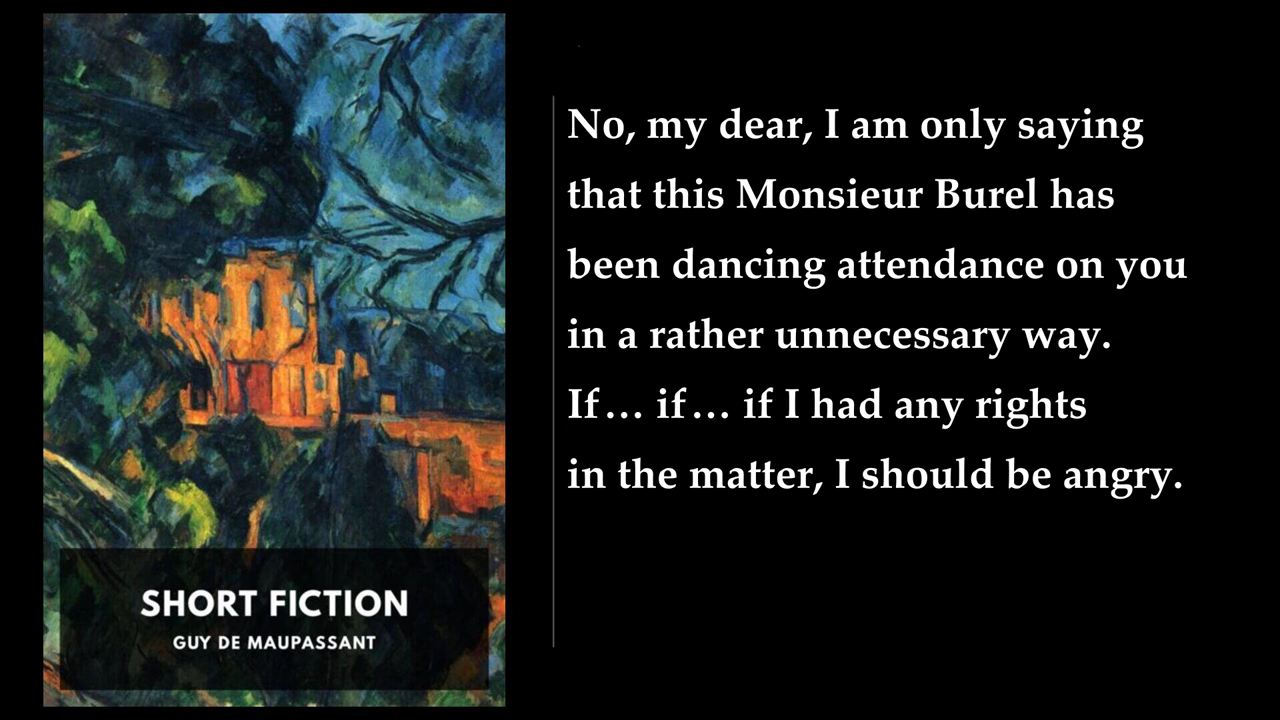 SHORT FICTION
GUY DE MAUPASSANT
No, my dear, I am only saying
that this Monsieur Burel has
been dancing attendance on you
in a rather unnecessary way.
If… if… if I had any rights
in the matter, I should be angry.